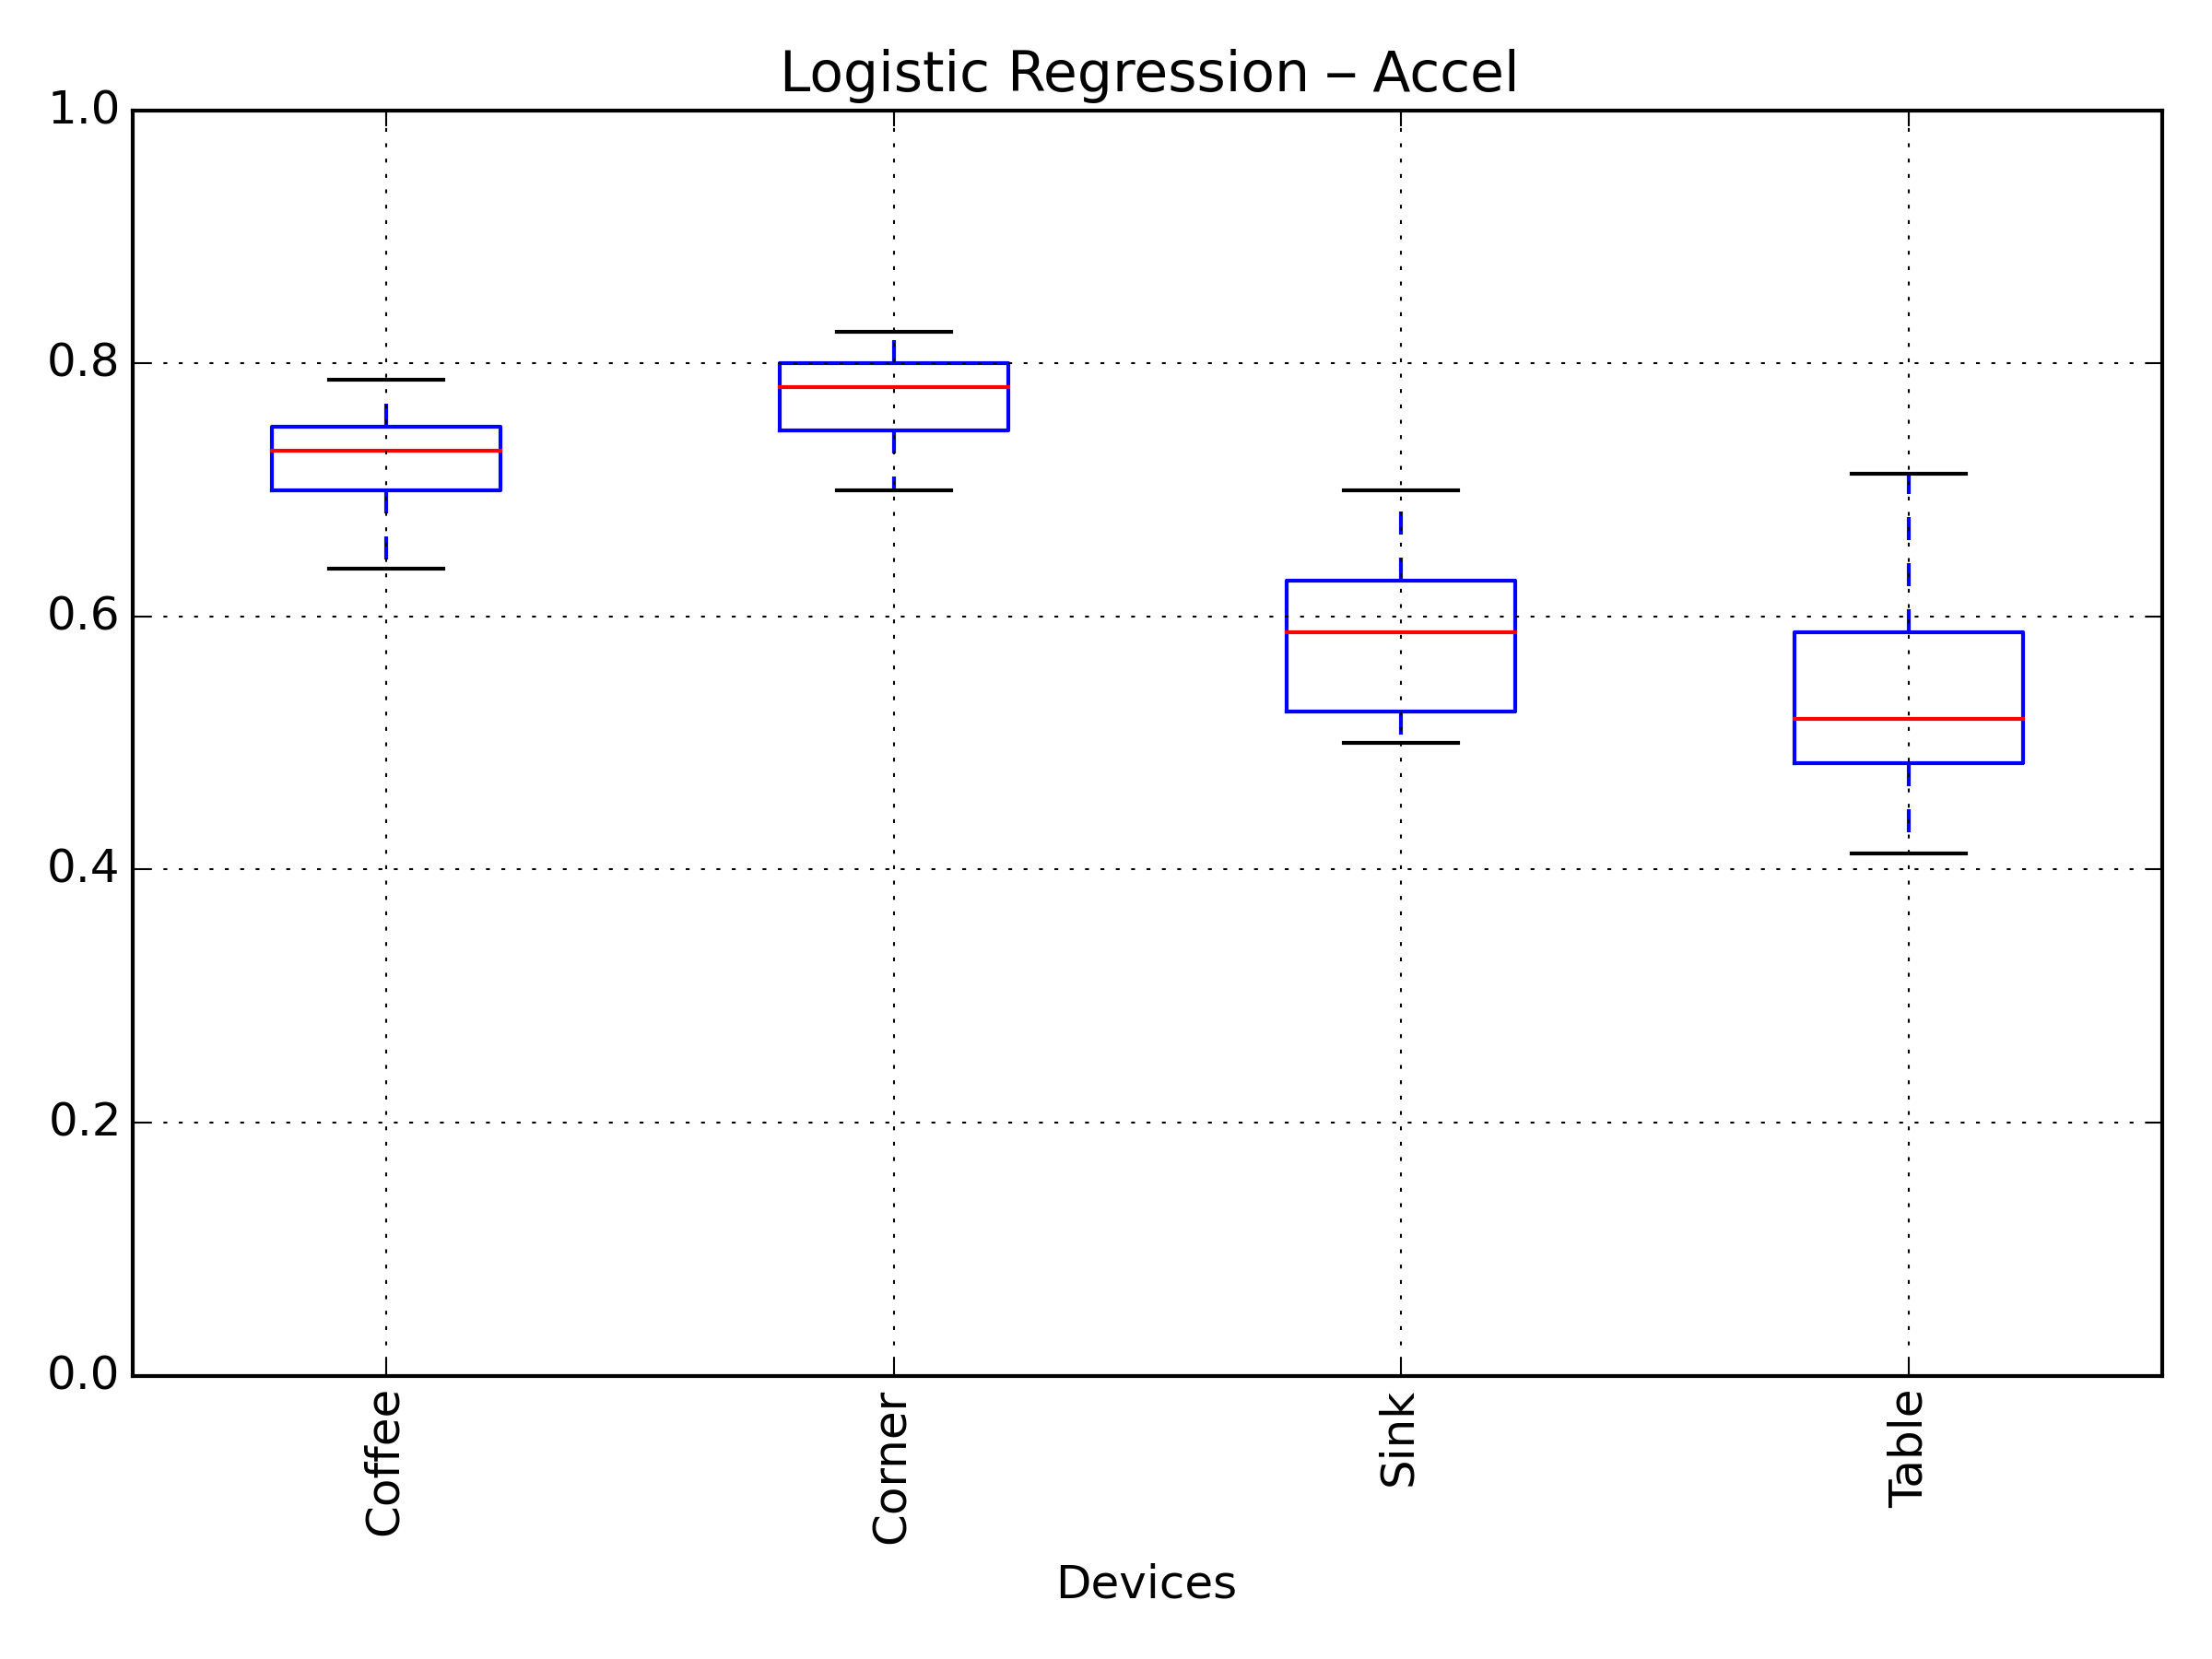 Logistic Regression – Accel
1.0
0.8
0.6
0.4
0.2
0.0
Coffee
Corner
Sink
Table
Devices